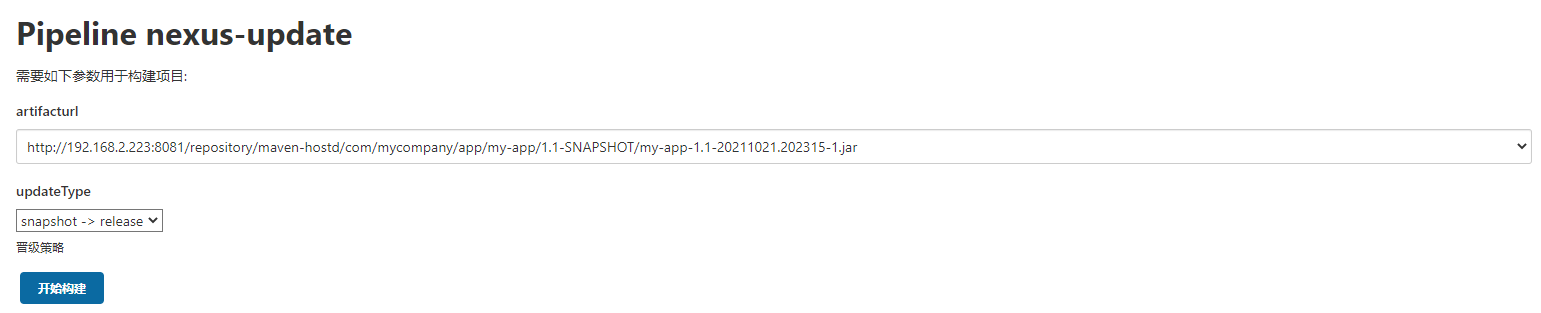 Pipeline nexus-update
需要如下参数用于构建项目:
artifacturl
http://192.168.2.223:8081/repository/maven-hostd/com/mycompany/app/my-app/1.1-SNAPSHOT/my-app-1.1-20211021.202315-1.jar
updateType
snapshot -> release
晋级策略
开始构建